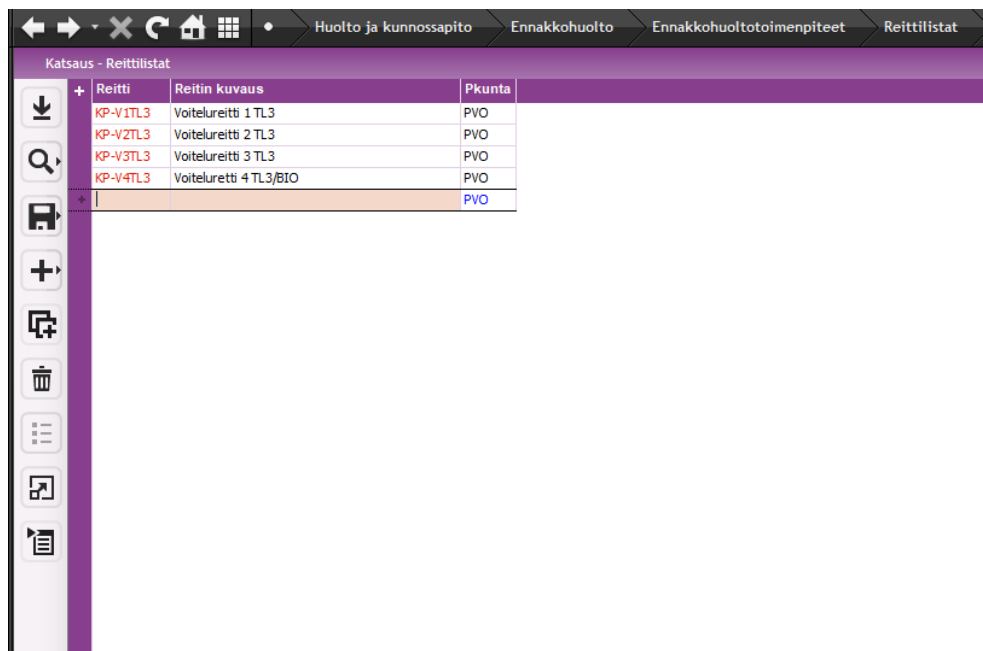 Huolto ja kunnossapito Ennakkohuolto Ennakkohuoltotoimenpiteet Reittilistat
Katsaus - Reittilistat
+ Reitti Reitin kuvaus Pkunta
KP-V1TL3 Voitelureitti 1 TL3 PVO
KP-V2TL3 Voitelureitti 2 TL3 PVO
KP-V3TL3 Voitelureitti 3 TL3 PVO
KP-V4TL3 Voiteluretti 4 TL3/BIO PVO
PVO